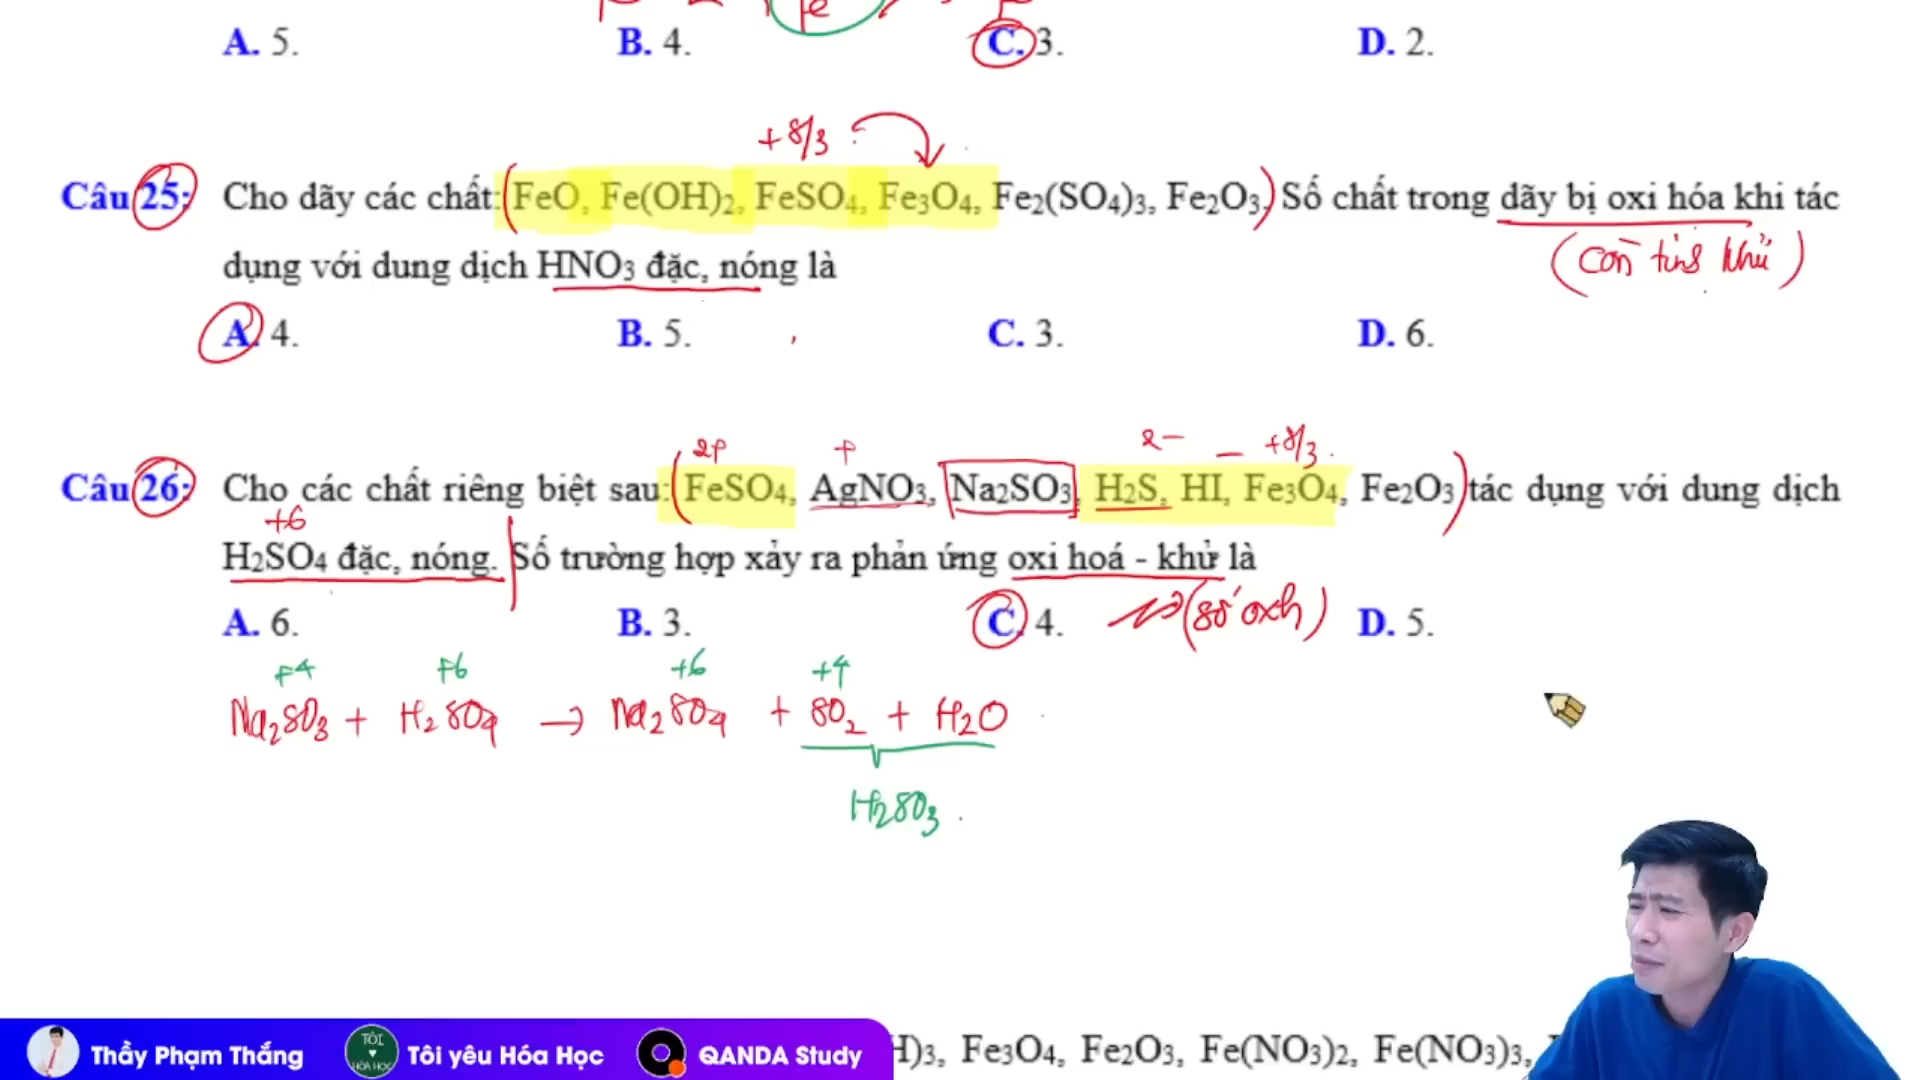 A. 5. B. 4. C. 3. D. 2.
+8/3
Câu 25: Cho dãy các chất: FeO, Fe(OH)2, FeSO4, Fe3O4, Fe2(SO4)3, Fe2O3. Số chất trong dãy bị oxi hóa khi tác
dụng với dung dịch HNO3 đặc, nóng là
(còn tính khử)
A. 4. B. 5. C. 3. D. 6.
2+ + 2- - +8/3
Câu 26: Cho các chất riêng biệt sau: FeSO4, AgNO3, Na2SO3, H2S, HI, Fe3O4, Fe2O3 tác dụng với dung dịch
+6
H2SO4 đặc, nóng. Số trường hợp xảy ra phản ứng oxi hoá - khử là
A. 6. B. 3. C. 4. (số oxh) D. 5.
+4 +6 +6 +4
Na2SO3 + H2SO4 → Na2SO4 + SO2 + H2O
H2SO3
Thầy Phạm Thắng TÔI YÊU HÓA HỌC Tôi yêu Hóa Học QANDA Study H)3, Fe3O4, Fe2O3, Fe(NO3)2, Fe(NO3)3,